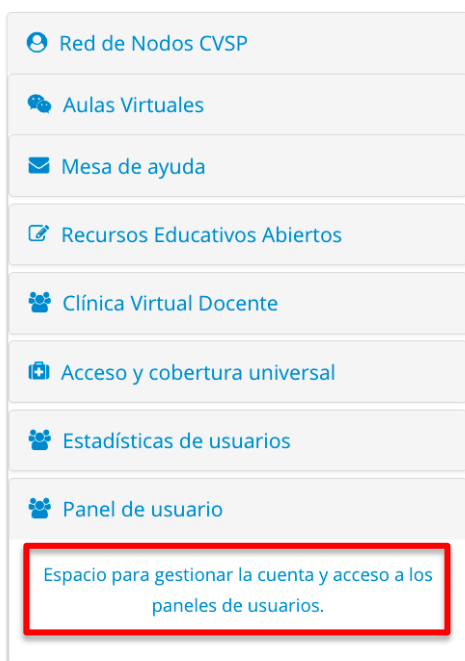 Red de Nodos CVSP
Aulas Virtuales
Mesa de ayuda
Recursos Educativos Abiertos
Clínica Virtual Docente
Acceso y cobertura universal
Estadísticas de usuarios
Panel de usuario
Espacio para gestionar la cuenta y acceso a los
paneles de usuarios.